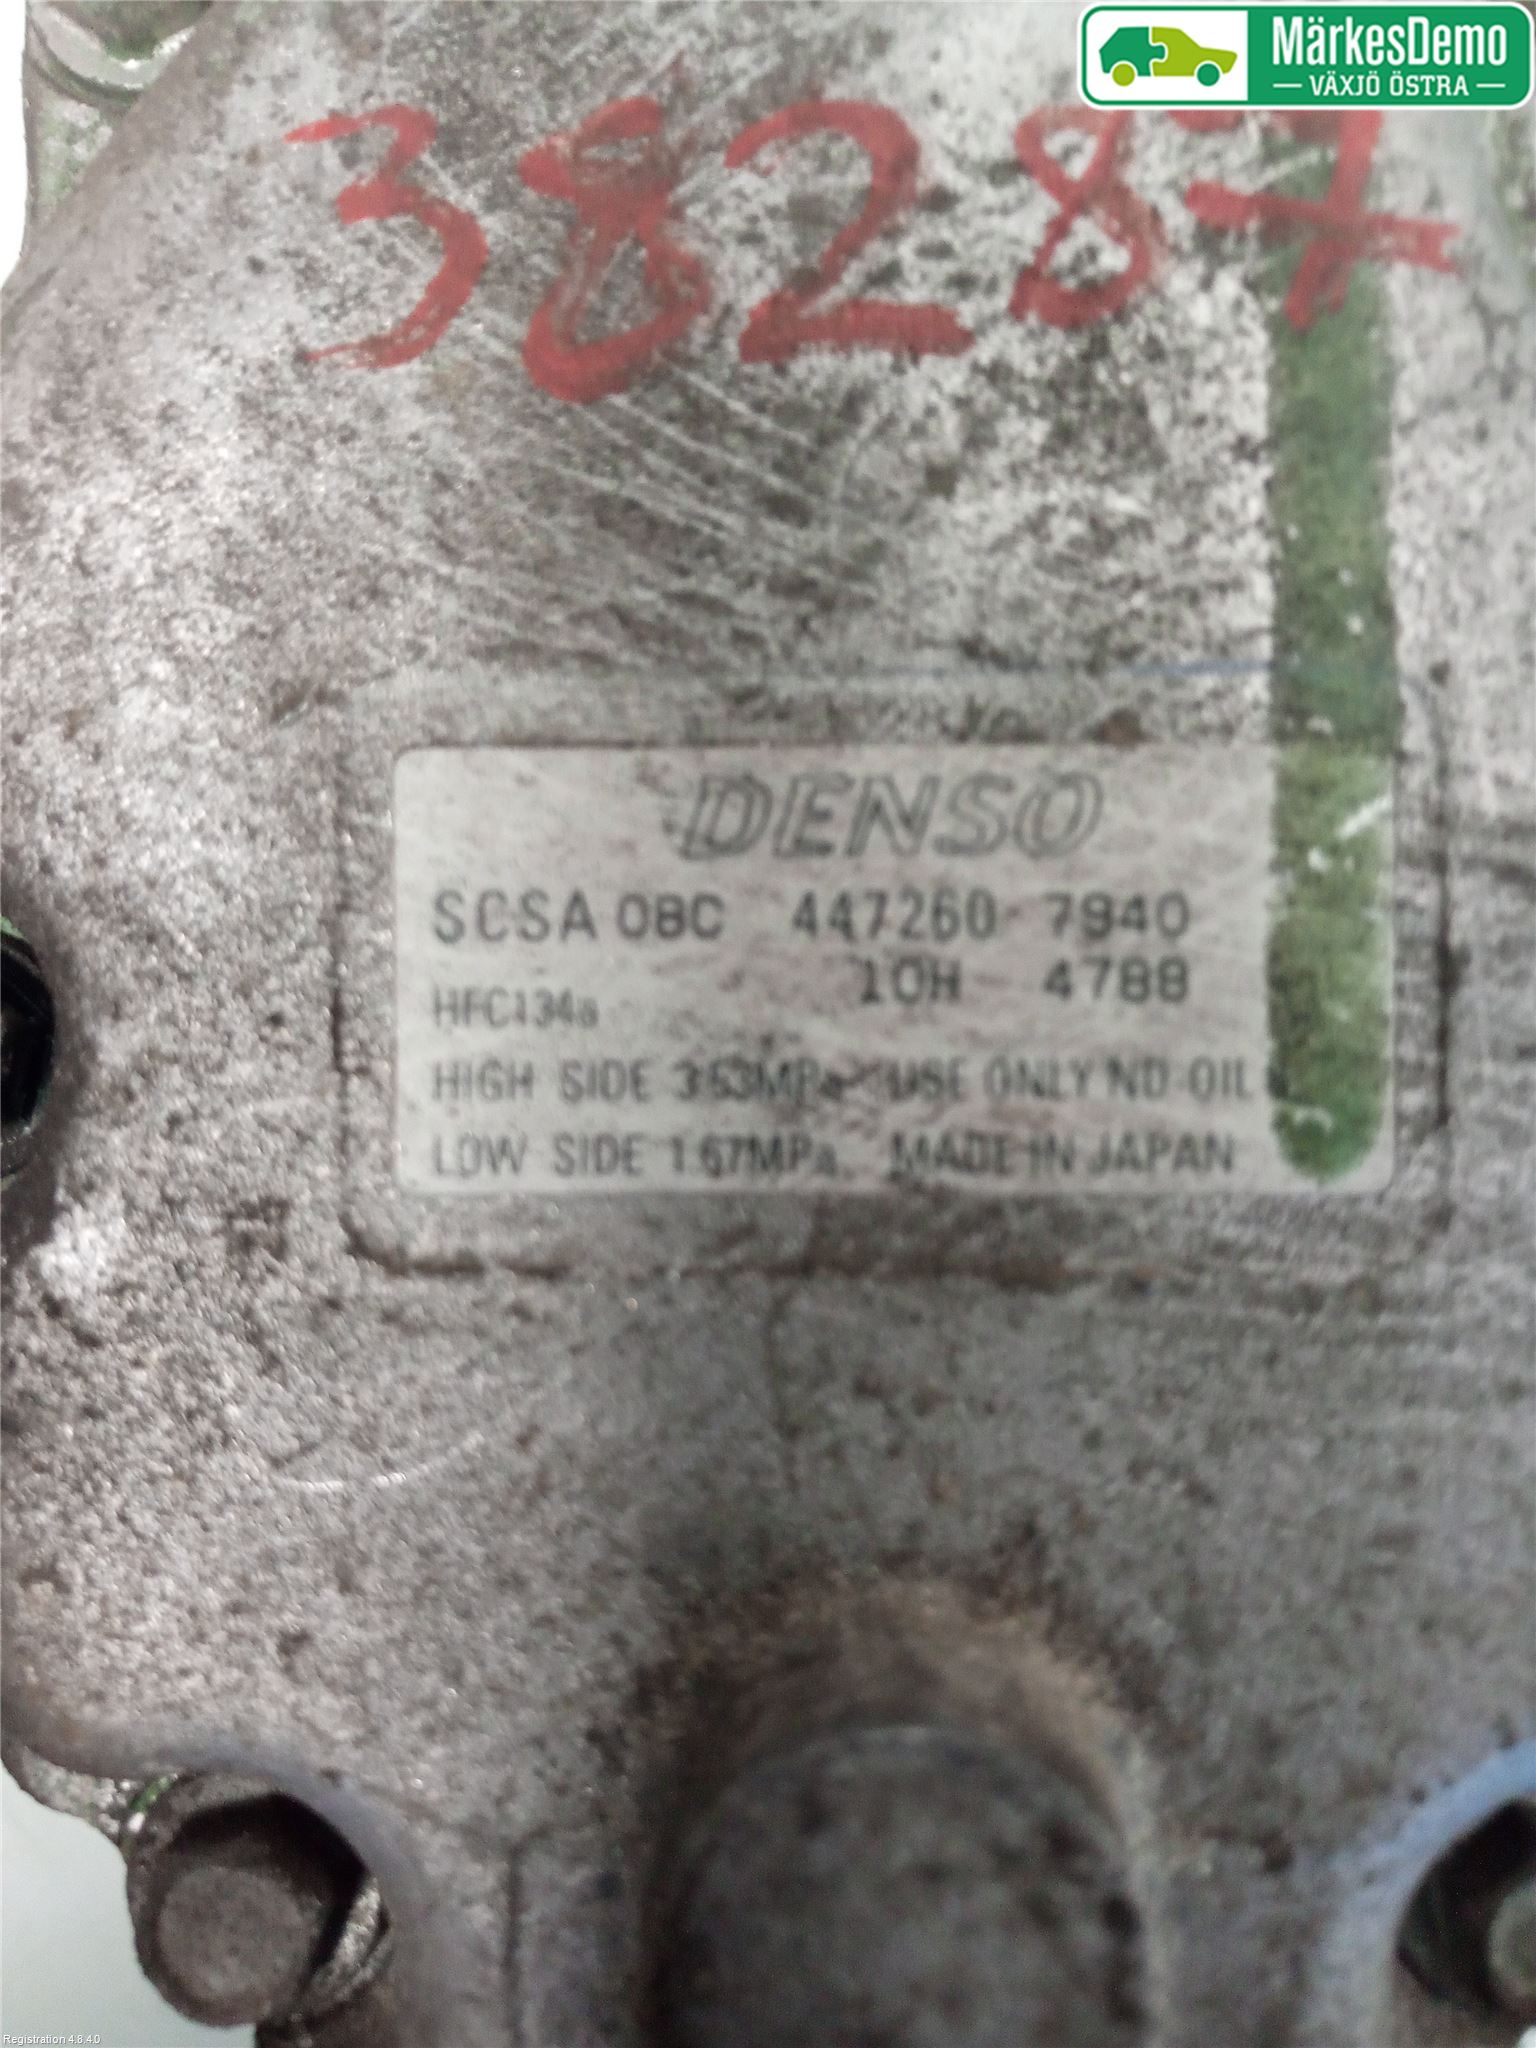 MärkesDemo
VÄXJÖ ÖSTRA
38287
DENSO
SCSA 08C 447260 7940
10H 4788
HFC134a
HIGH SIDE 3.53MPa USE ONLY ND-OIL
LOW SIDE 1.67MPa MADE IN JAPAN
Registration 4.8.4.0